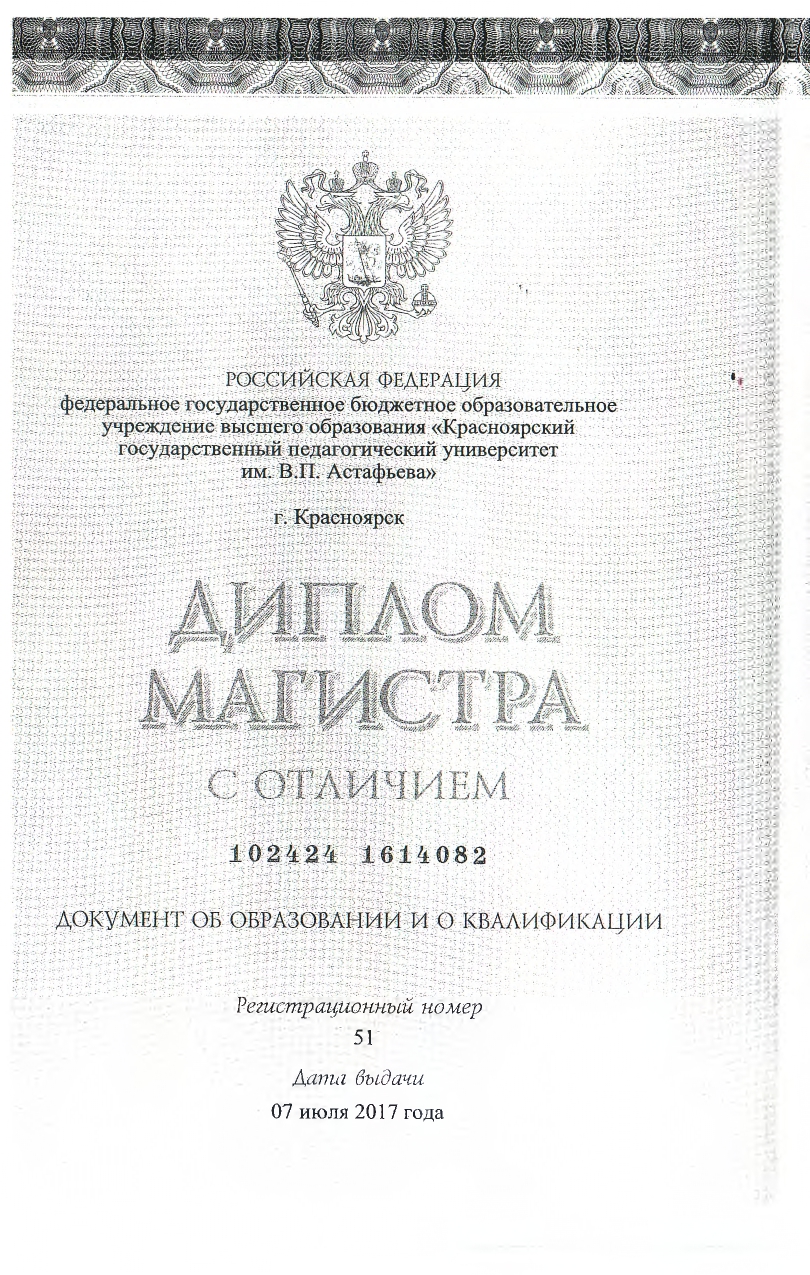 РОССИЙСКАЯ ФЕДЕРАЦИЯ
федеральное государственное бюджетное образовательное
учреждение высшего образования «Красноярский
государственный педагогический университет
им. В.П. Астафьева»
г. Красноярск
ДИПЛОМ
МАГИСТРА
С ОТЛИЧИЕМ
102424 1614082
ДОКУМЕНТ ОБ ОБРАЗОВАНИИ И О КВАЛИФИКАЦИИ
Регистрационный номер
51
Дата выдачи
07 июля 2017 года